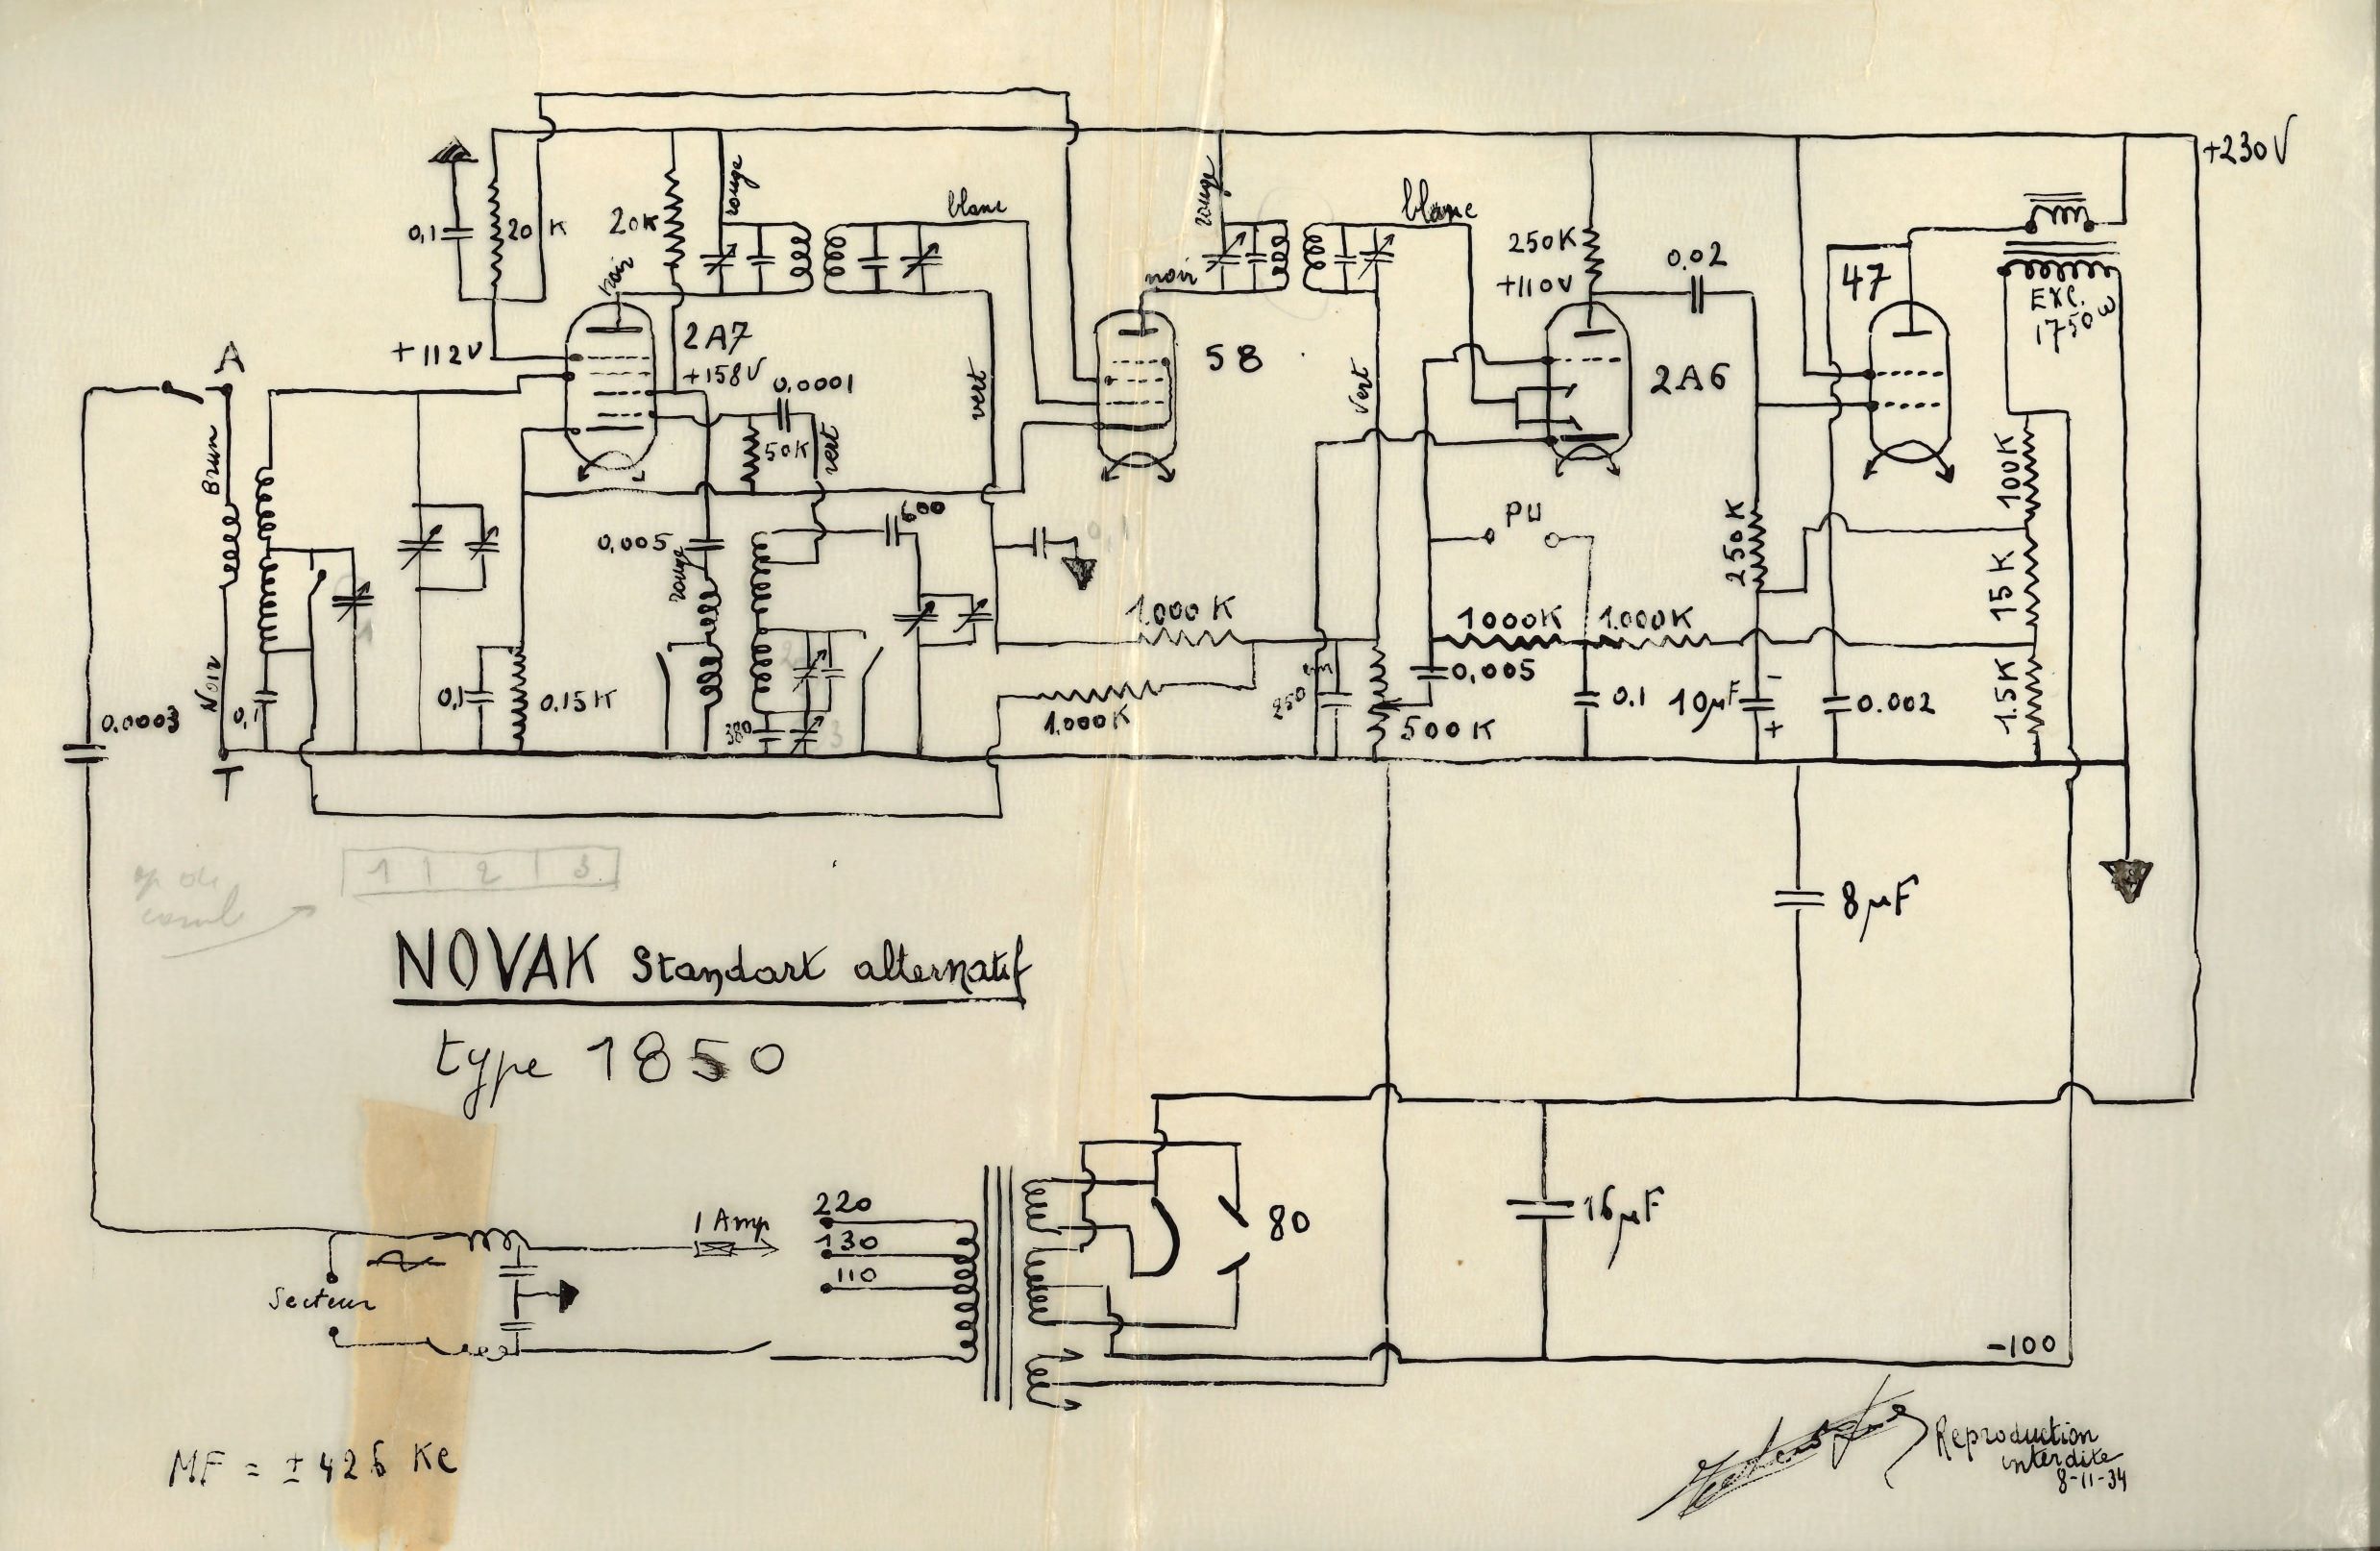 +230V
rouge
rouge
blanc
blanc
0,1
20 K
20K
noir
noir
250K
+110V
0.02
47
EXC.
1750 ω
2A7
+158V
+112V
A
58
2A6
0,0001
50K
vert
vert
vert
Brun
100K
600
0,1
PU
0,005
rouge
250K
15 K
1.000 K
1000K
1.000K
Noir
0,1
0,1
0.15K
0,005
250 cm
0.1
10µF
-
+
0.002
1.5K
0.0003
1.000K
500K
380
3
T
1 2 3
8µF
NOVAK Standart alternatif
type 1850
1 Amp
220
130
110
80
16µF
Secteur
-100
MF = ± 426 Kc
Reproduction
interdite
8-11-34